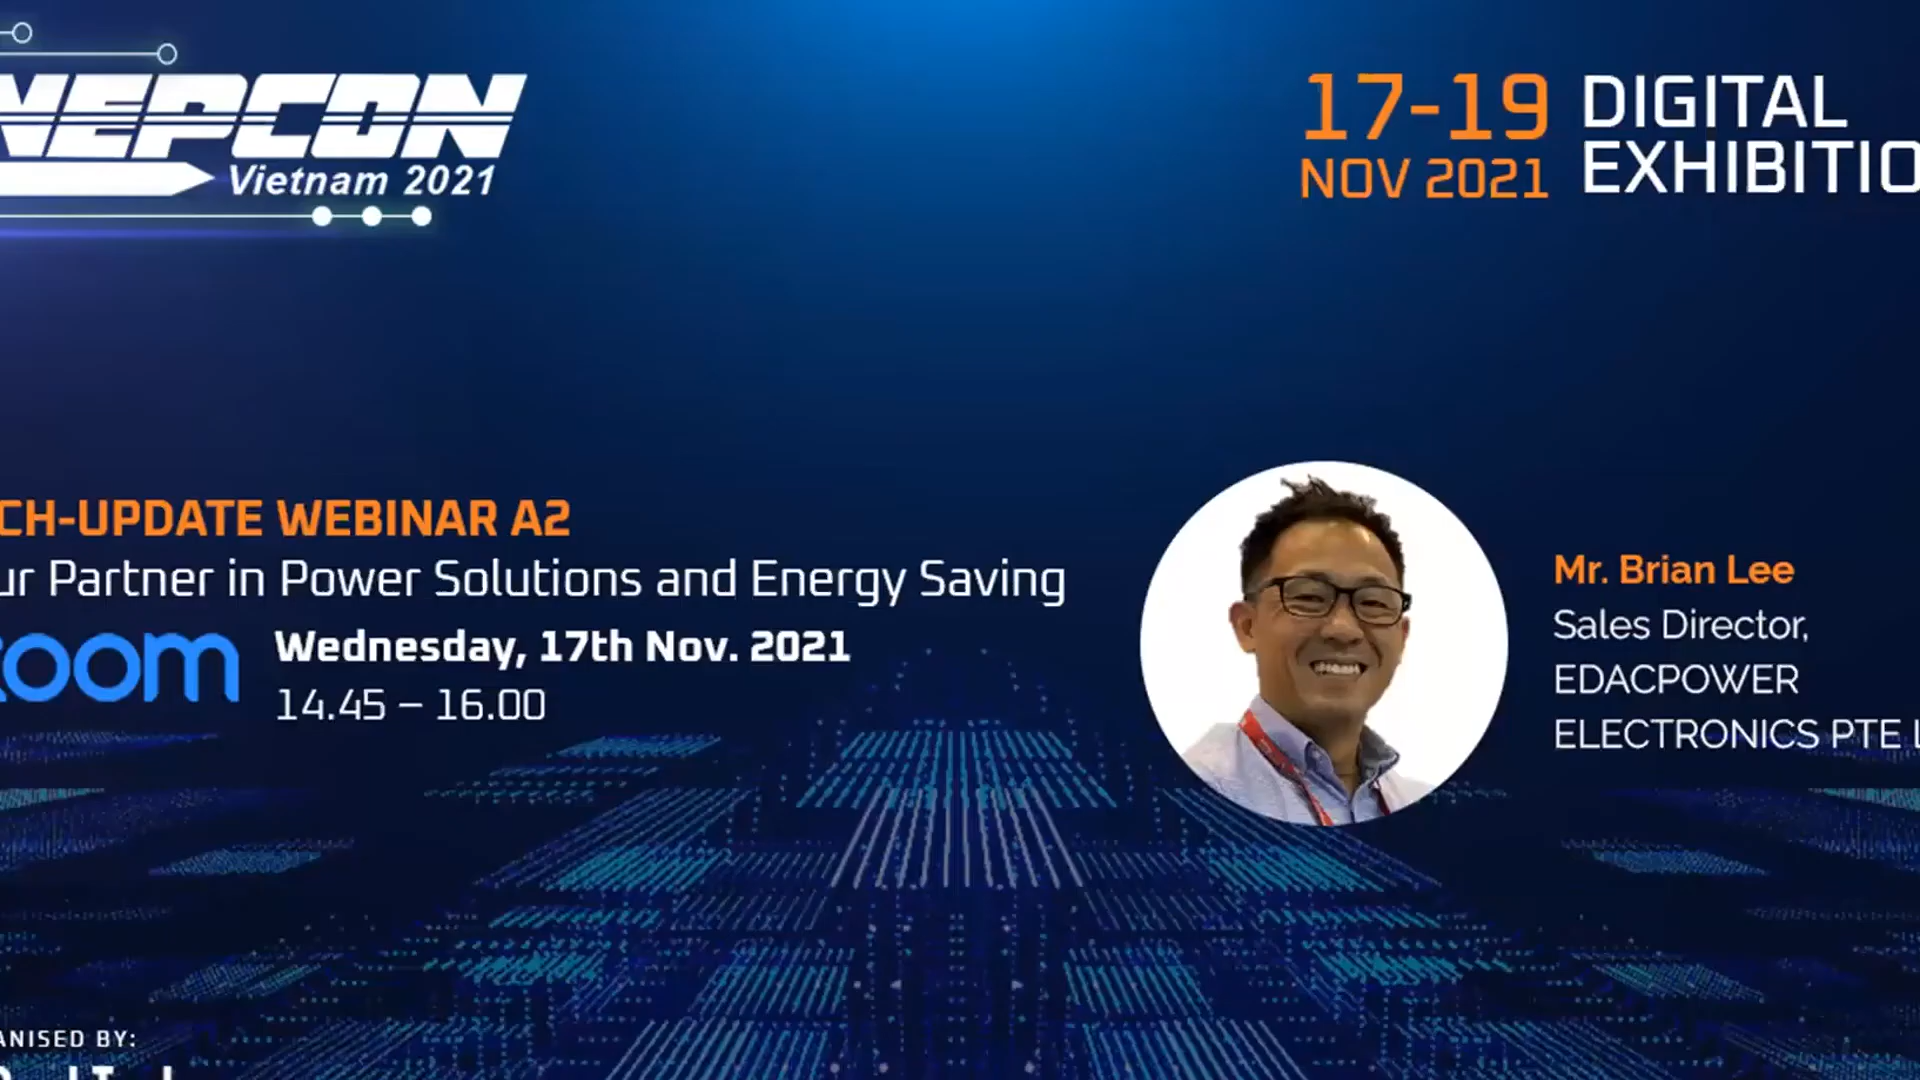 NEPCON
Vietnam 2021
17-19
NOV 2021
DIGITAL
EXHIBITIO
CH-UPDATE WEBINAR A2
ur Partner in Power Solutions and Energy Saving
zoom
Wednesday, 17th Nov. 2021
14.45 – 16.00
Mr. Brian Lee
Sales Director,
EDACPOWER
ELECTRONICS PTE L
ANISED BY: